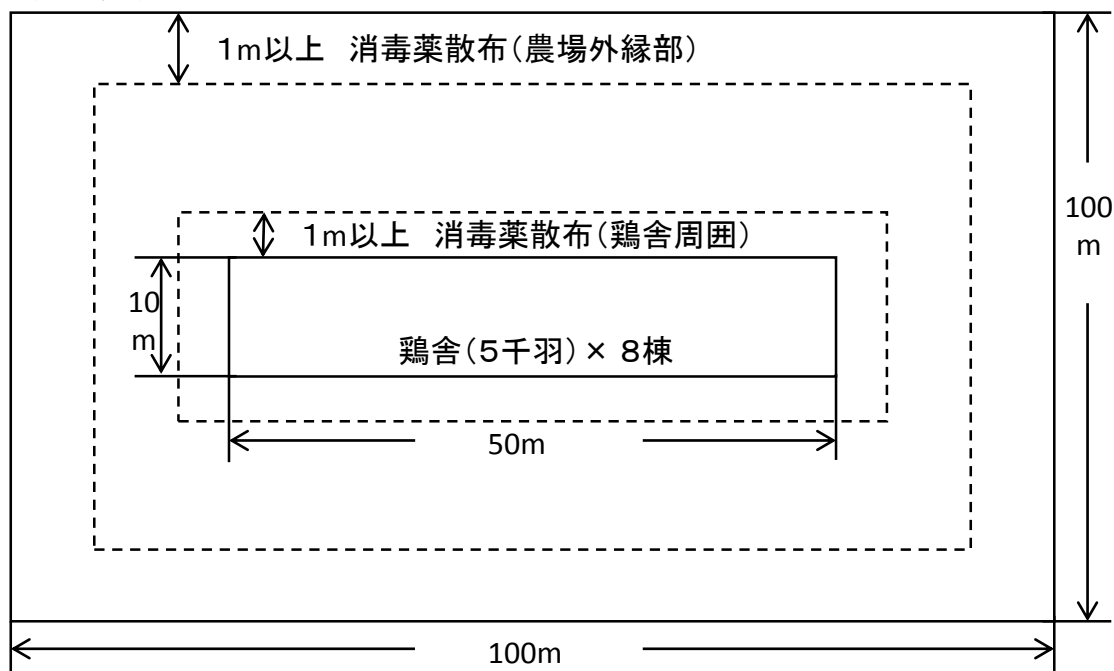 1m以上 消毒薬散布(農場外縁部)
1m以上 消毒薬散布(鶏舎周囲)
100
m
10
m
鶏舎(5千羽)× 8棟
50m
100m